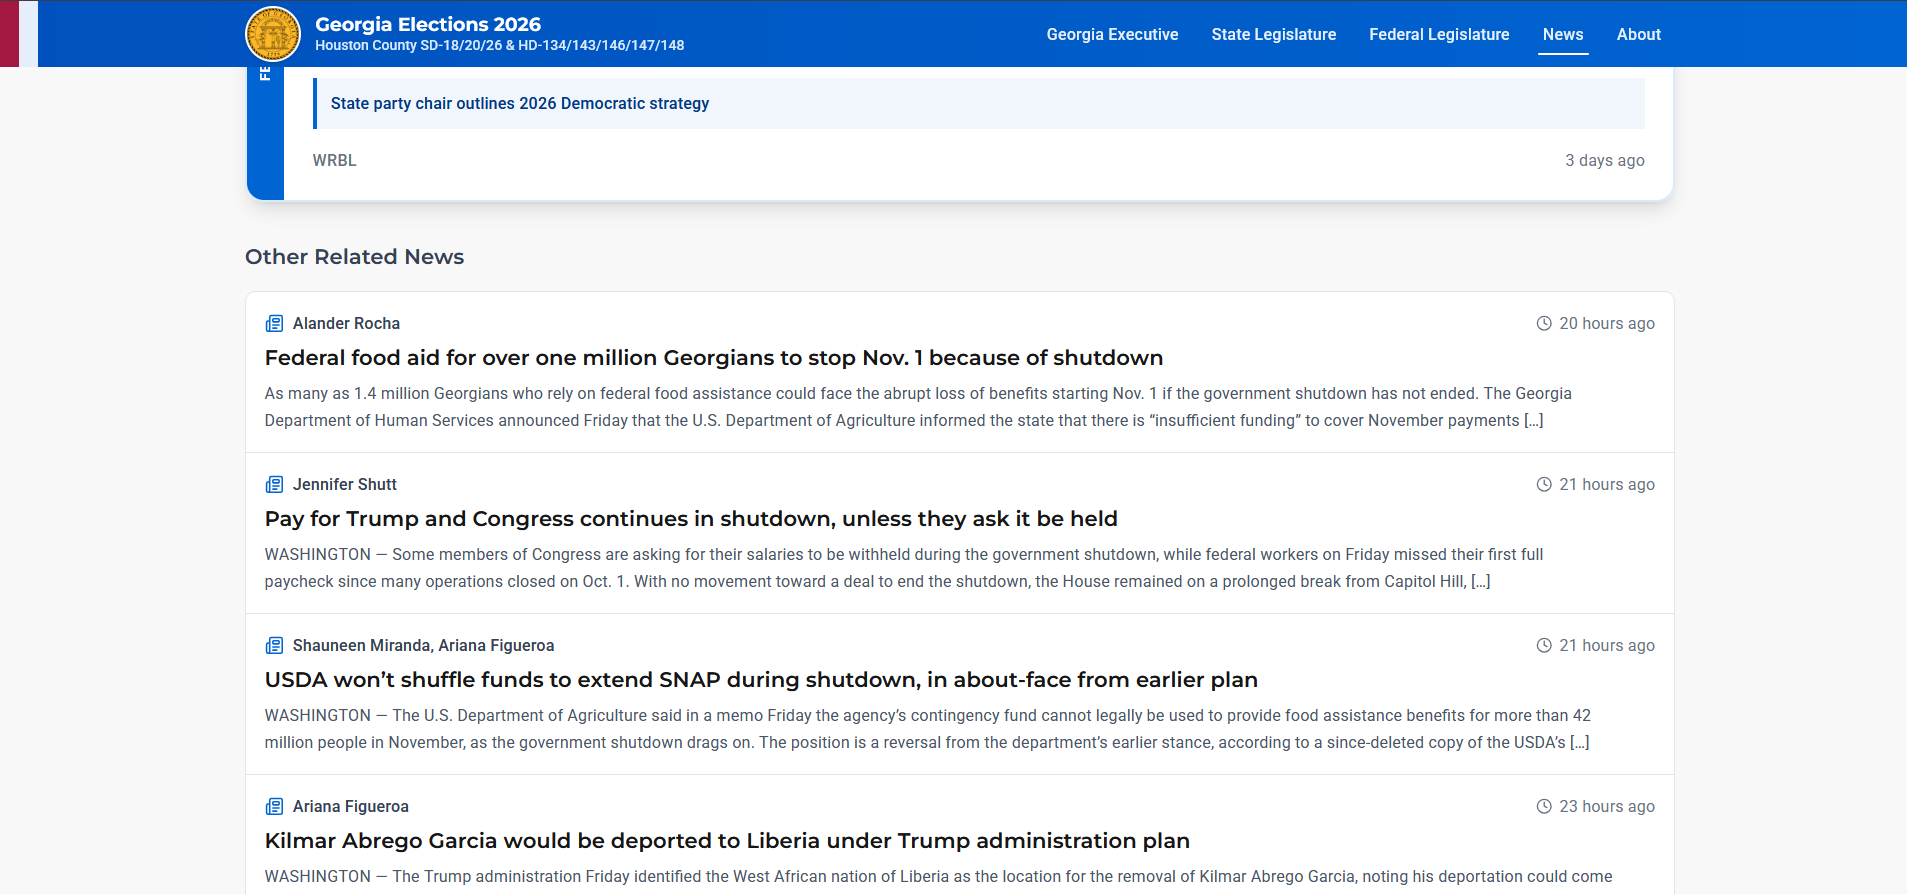 Georgia Elections 2026
Houston County SD-18/20/26 & HD-134/143/146/147/148
Georgia Executive
State Legislature
Federal Legislature
News
About
FE
State party chair outlines 2026 Democratic strategy
WRBL
3 days ago
Other Related News
Alander Rocha
20 hours ago
Federal food aid for over one million Georgians to stop Nov. 1 because of shutdown
As many as 1.4 million Georgians who rely on federal food assistance could face the abrupt loss of benefits starting Nov. 1 if the government shutdown has not ended. The Georgia
Department of Human Services announced Friday that the U.S. Department of Agriculture informed the state that there is “insufficient funding” to cover November payments […]
Jennifer Shutt
21 hours ago
Pay for Trump and Congress continues in shutdown, unless they ask it be held
WASHINGTON — Some members of Congress are asking for their salaries to be withheld during the government shutdown, while federal workers on Friday missed their first full
paycheck since many operations closed on Oct. 1. With no movement toward a deal to end the shutdown, the House remained on a prolonged break from Capitol Hill, […]
Shauneen Miranda, Ariana Figueroa
21 hours ago
USDA won’t shuffle funds to extend SNAP during shutdown, in about-face from earlier plan
WASHINGTON — The U.S. Department of Agriculture said in a memo Friday the agency’s contingency fund cannot legally be used to provide food assistance benefits for more than 42
million people in November, as the government shutdown drags on. The position is a reversal from the department’s earlier stance, according to a since-deleted copy of the USDA’s […]
Ariana Figueroa
23 hours ago
Kilmar Abrego Garcia would be deported to Liberia under Trump administration plan
WASHINGTON — The Trump administration Friday identified the West African nation of Liberia as the location for the removal of Kilmar Abrego Garcia, noting his deportation could come